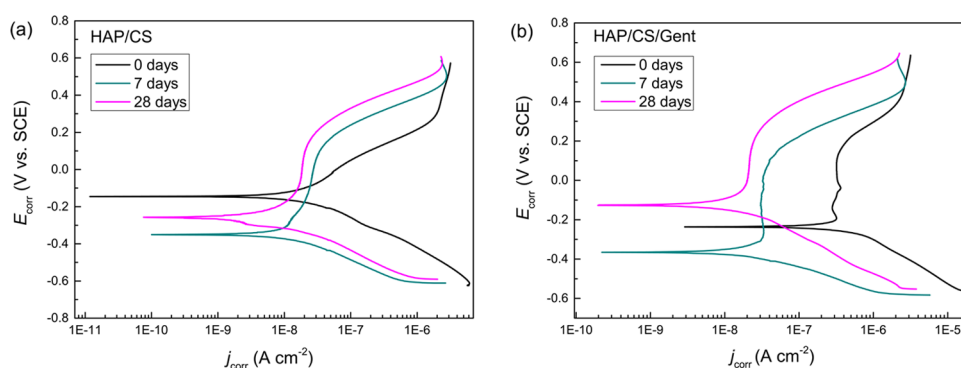 (a)
HAP/CS
0 days
7 days
28 days
0.8
0.6
0.4
0.2
0.0
-0.2
-0.4
-0.6
-0.8
E_corr (V vs. SCE)
1E-11 1E-10 1E-9 1E-8 1E-7 1E-6
j_corr (A cm⁻²)
(b)
HAP/CS/Gent
0 days
7 days
28 days
0.8
0.6
0.4
0.2
0.0
-0.2
-0.4
-0.6
E_corr (V vs. SCE)
1E-10 1E-9 1E-8 1E-7 1E-6 1E-5
j_corr (A cm⁻²)